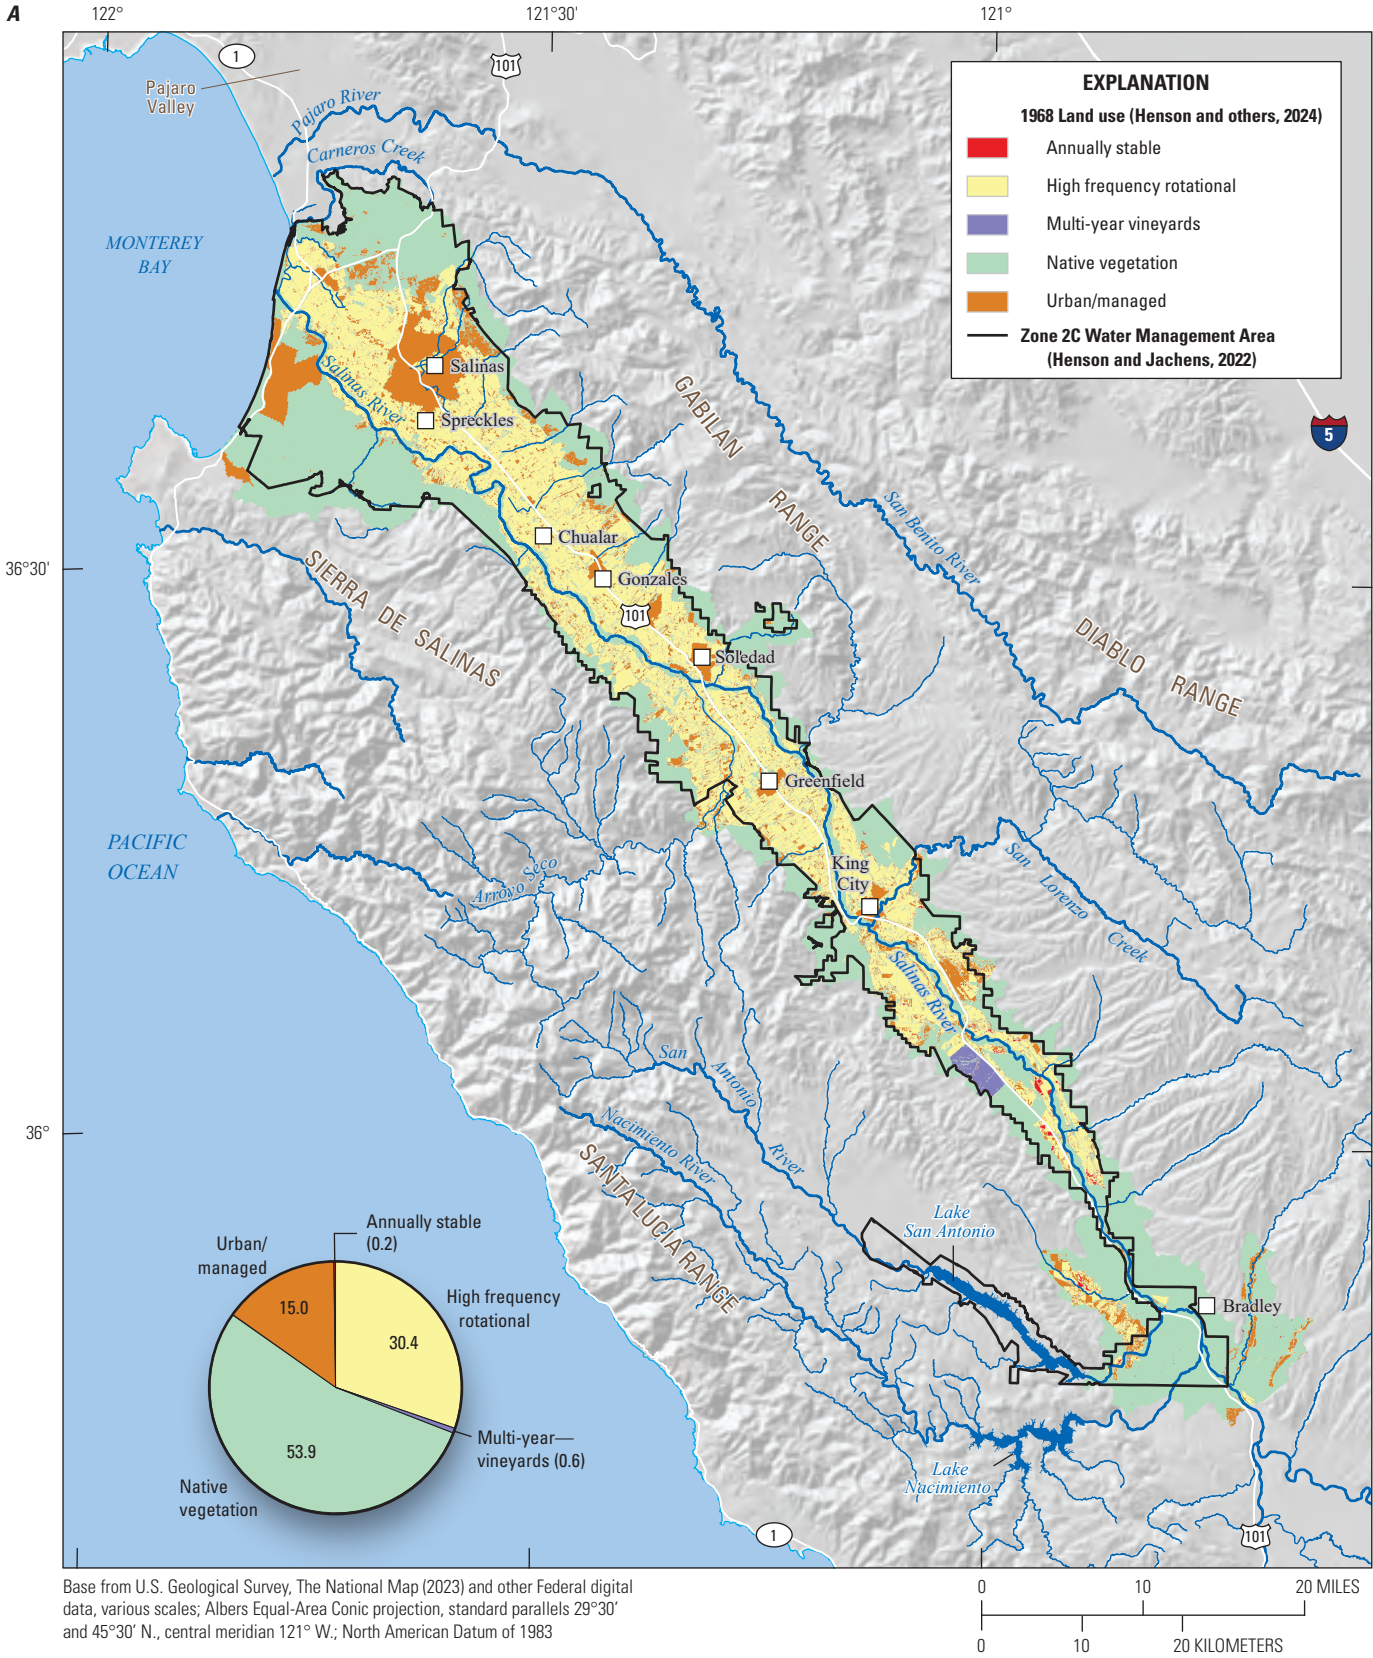 A
122°
121°30'
121°
1
101
Pajaro
Valley
Pajaro River
Carneros Creek
EXPLANATION
1968 Land use (Henson and others, 2024)
Annually stable
High frequency rotational
Multi-year vineyards
Native vegetation
Urban/managed
Zone 2C Water Management Area
(Henson and Jachens, 2022)
MONTEREY
BAY
Salinas
Salinas River
Spreckles
GABILAN
RANGE
5
San Benito River
Chualar
Gonzales
101
36°30'
SIERRA DE SALINAS
Soledad
DIABLO RANGE
Greenfield
PACIFIC
OCEAN
King
City
Arroyo Seco
San Lorenzo Creek
Salinas River
San Antonio River
Nacimiento River
36°
SANTA LUCIA RANGE
Lake
San Antonio
Bradley
Lake
Nacimiento
1
101
Annually stable
(0.2)
Urban/
managed
15.0
High frequency
rotational
30.4
Multi-year—
vineyards (0.6)
53.9
Native
vegetation
Base from U.S. Geological Survey, The National Map (2023) and other Federal digital
data, various scales; Albers Equal-Area Conic projection, standard parallels 29°30'
and 45°30' N., central meridian 121° W.; North American Datum of 1983
0 10 20 MILES
0 10 20 KILOMETERS